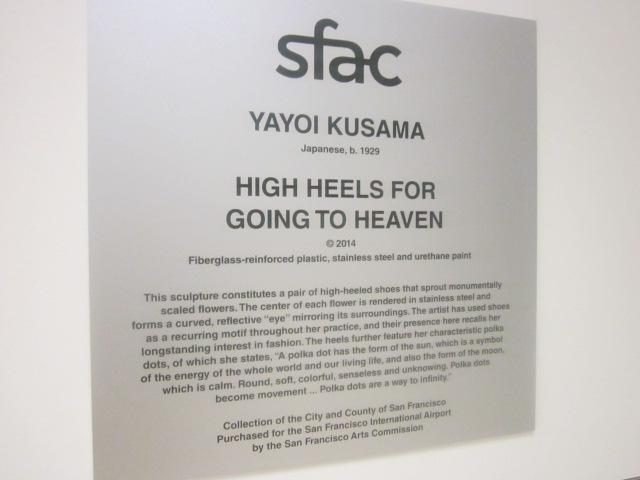 sfac
YAYOI KUSAMA
Japanese, b. 1929
HIGH HEELS FOR
GOING TO HEAVEN
© 2014
Fiberglass-reinforced plastic, stainless steel and urethane paint
This sculpture constitutes a pair of high-heeled shoes that sprout monumentally
scaled flowers. The center of each flower is rendered in stainless steel and
forms a curved, reflective "eye" mirroring its surroundings. The artist has used shoes
as a recurring motif throughout her practice, and their presence here recalls her
longstanding interest in fashion. The heels further feature her characteristic polka
dots, of which she states, "A polka dot has the form of the sun, which is a symbol
of the energy of the whole world and our living life, and also the form of the moon,
which is calm. Round, soft, colorful, senseless and unknowing. Polka dots
become movement ... Polka dots are a way to infinity."
Collection of the City and County of San Francisco
Purchased for the San Francisco International Airport
by the San Francisco Arts Commission